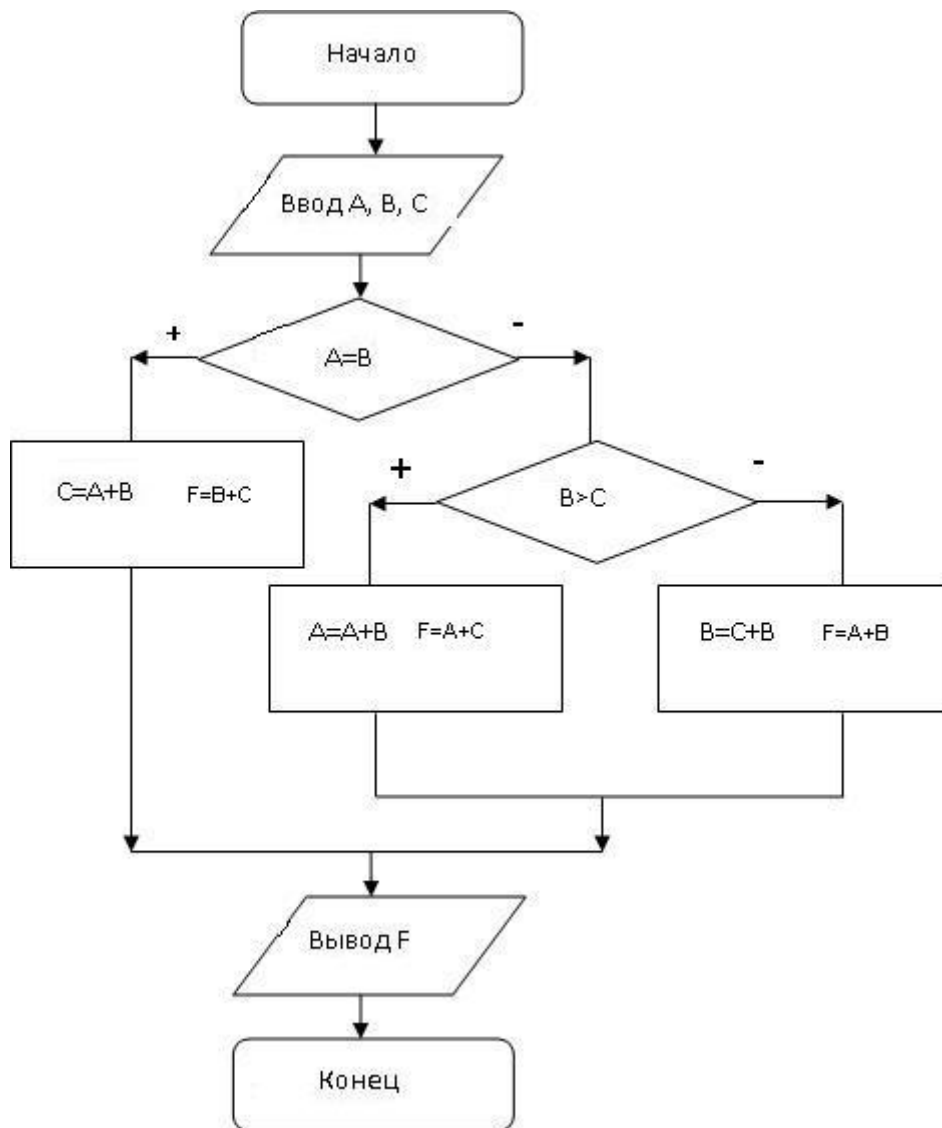 Начало
Ввод A, B, C
+
-
A=B
C=A+B F=B+C
+
-
B>C
A=A+B F=A+C
B=C+B F=A+B
Вывод F
Конец